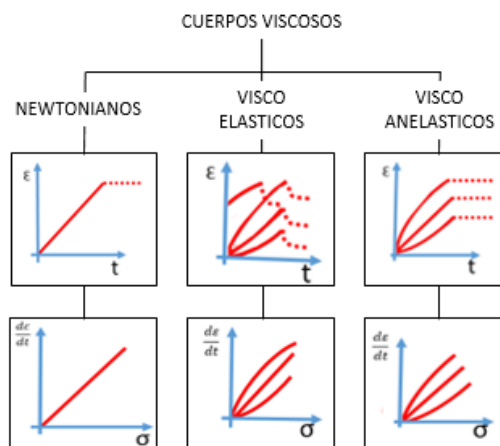 CUERPOS VISCOSOS
NEWTONIANOS
VISCO
ELASTICOS
VISCO
ANELASTICOS
ε
t
ε
t
ε
t
dε/dt
σ
dε/dt
σ
dε/dt
σ